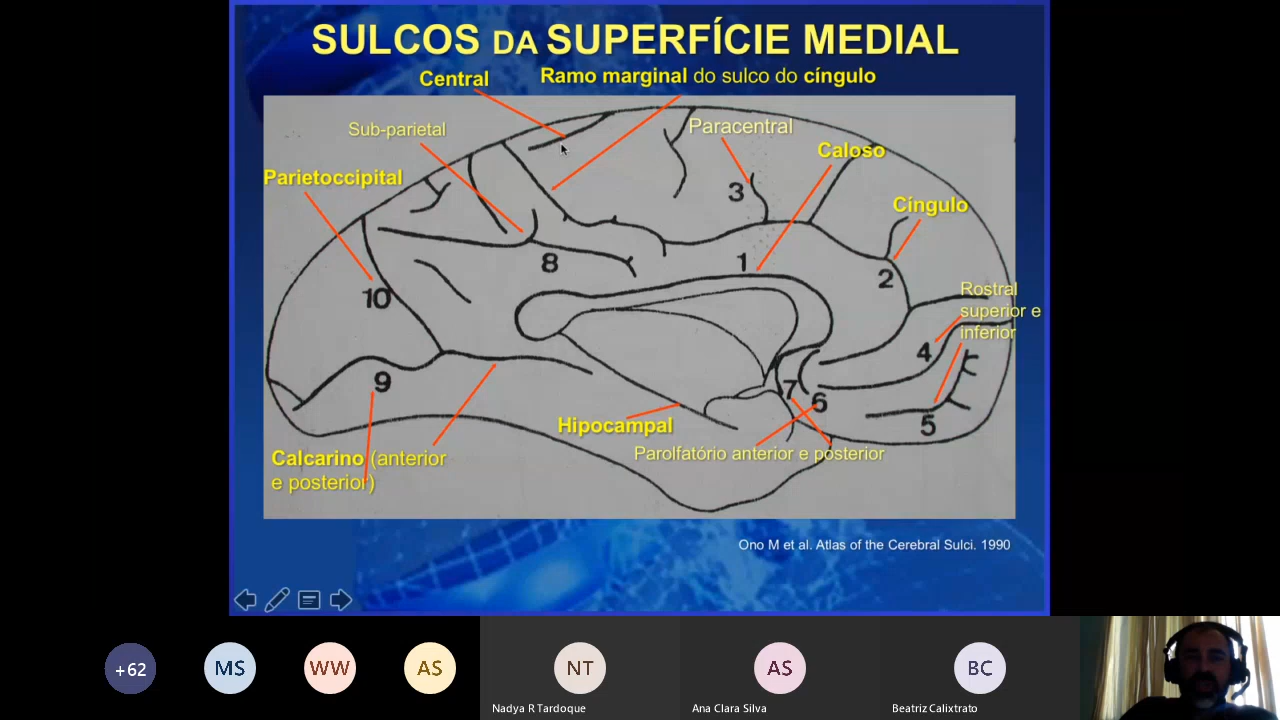 SULCOS DA SUPERFÍCIE MEDIAL
Central
Ramo marginal do sulco do cíngulo
Sub-parietal
Paracentral
Caloso
Parietoccipital
3
Cíngulo
8
1
2
10
Rostral
superior e
inferior
4
9
7
6
5
Hipocampal
Parolfatório anterior e posterior
Calcarino (anterior
e posterior)
Ono M et al. Atlas of the Cerebral Sulci. 1990
+62
MS
WW
AS
NT
AS
BC
Nadya R Tardoque
Ana Clara Silva
Beatriz Calixtrato